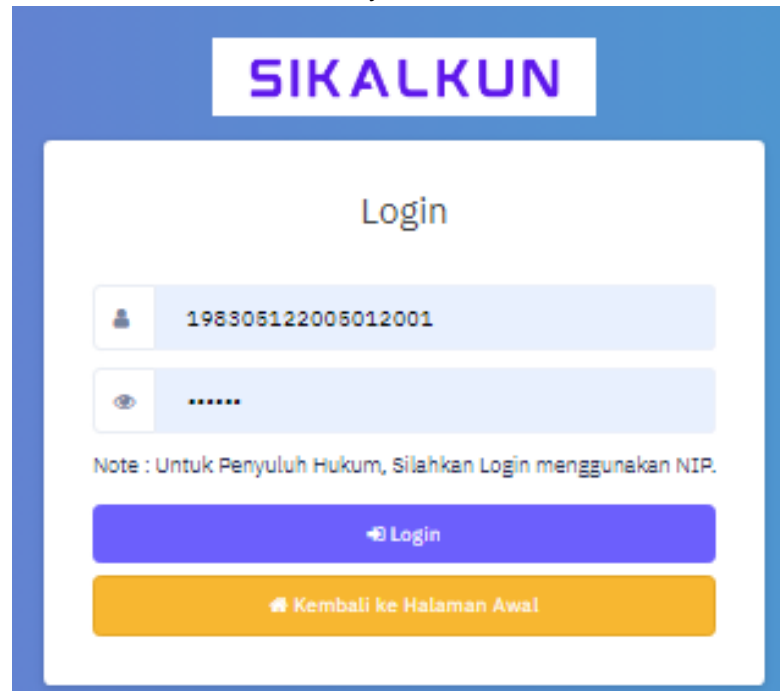 SIKALKUN
Login
198305122005012001
......
Note : Untuk Penyuluh Hukum, Silahkan Login menggunakan NIP.
Login
Kembali ke Halaman Awal